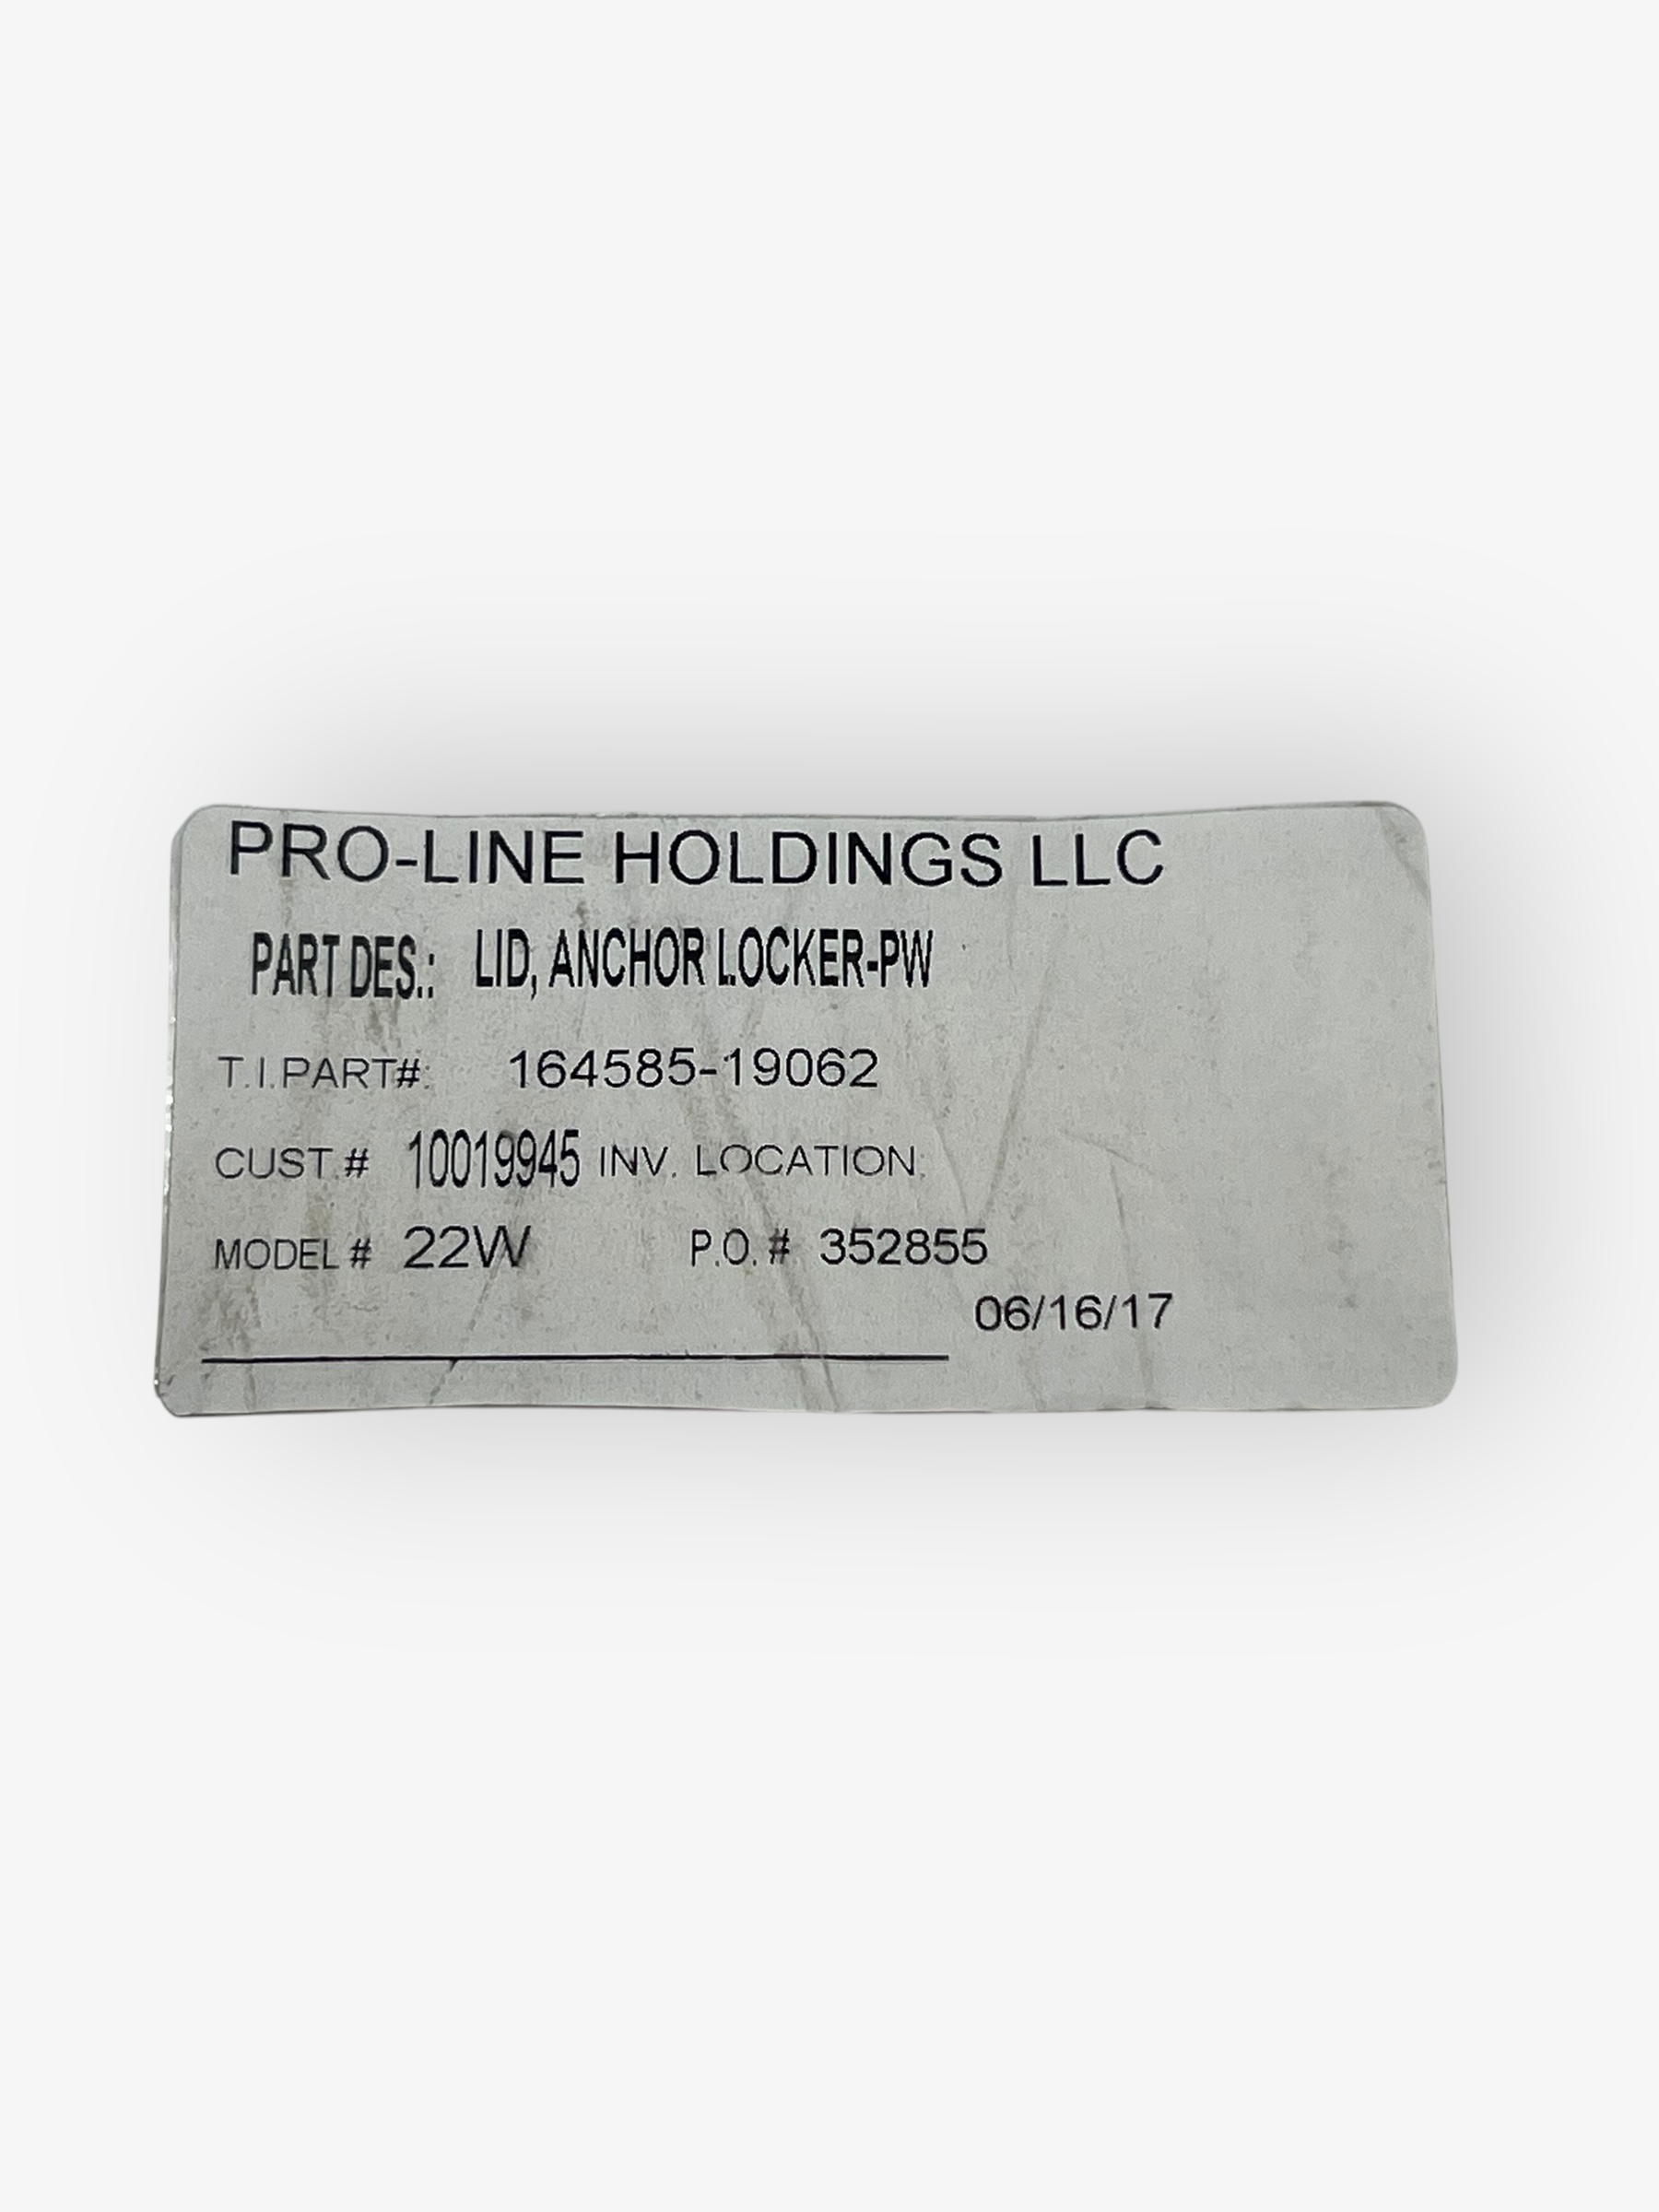 PRO-LINE HOLDINGS LLC
PART DES.: LID, ANCHOR LOCKER-PW
T.I.PART#: 164585-19062
CUST.# 10019945 INV. LOCATION:
MODEL # 22W P.O. # 352855
06/16/17